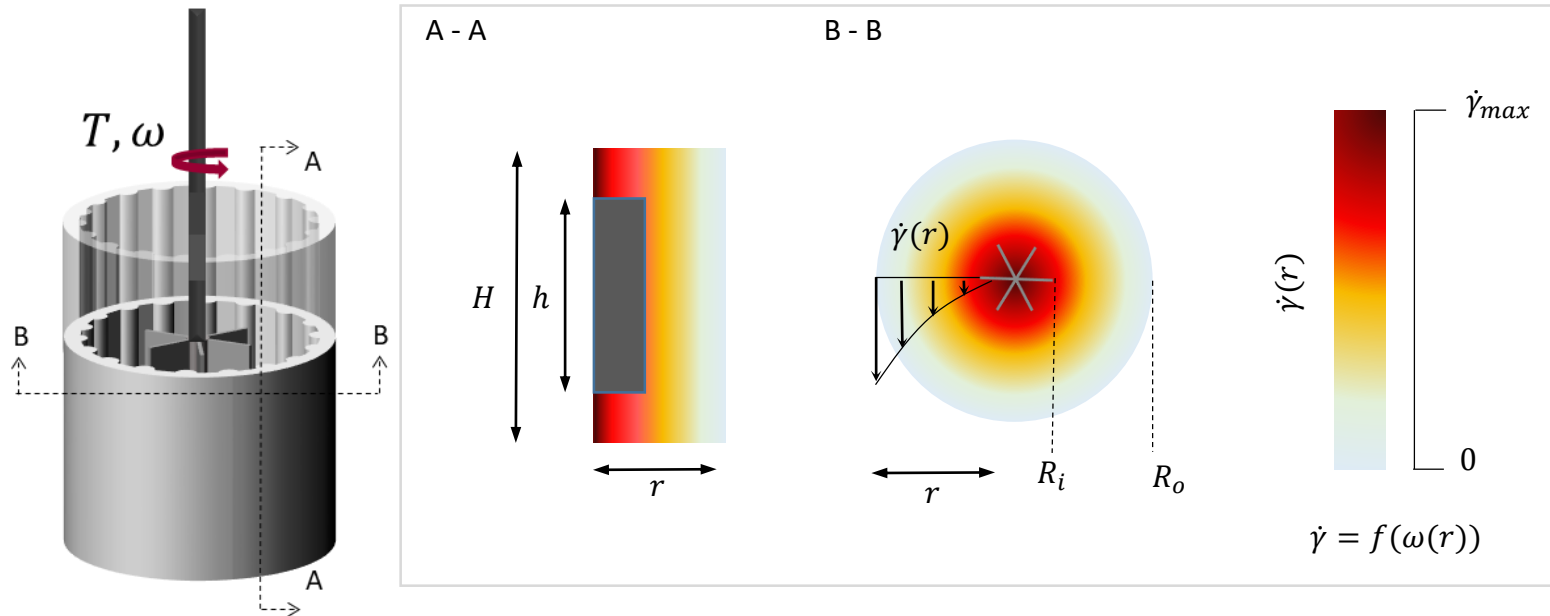 T, ω
A
A
B
B
A - A
B - B
H
h
r
γ̇(r)
r
R_i
R_o
γ̇_max
γ̇(r)
0
γ̇ = f(ω(r))